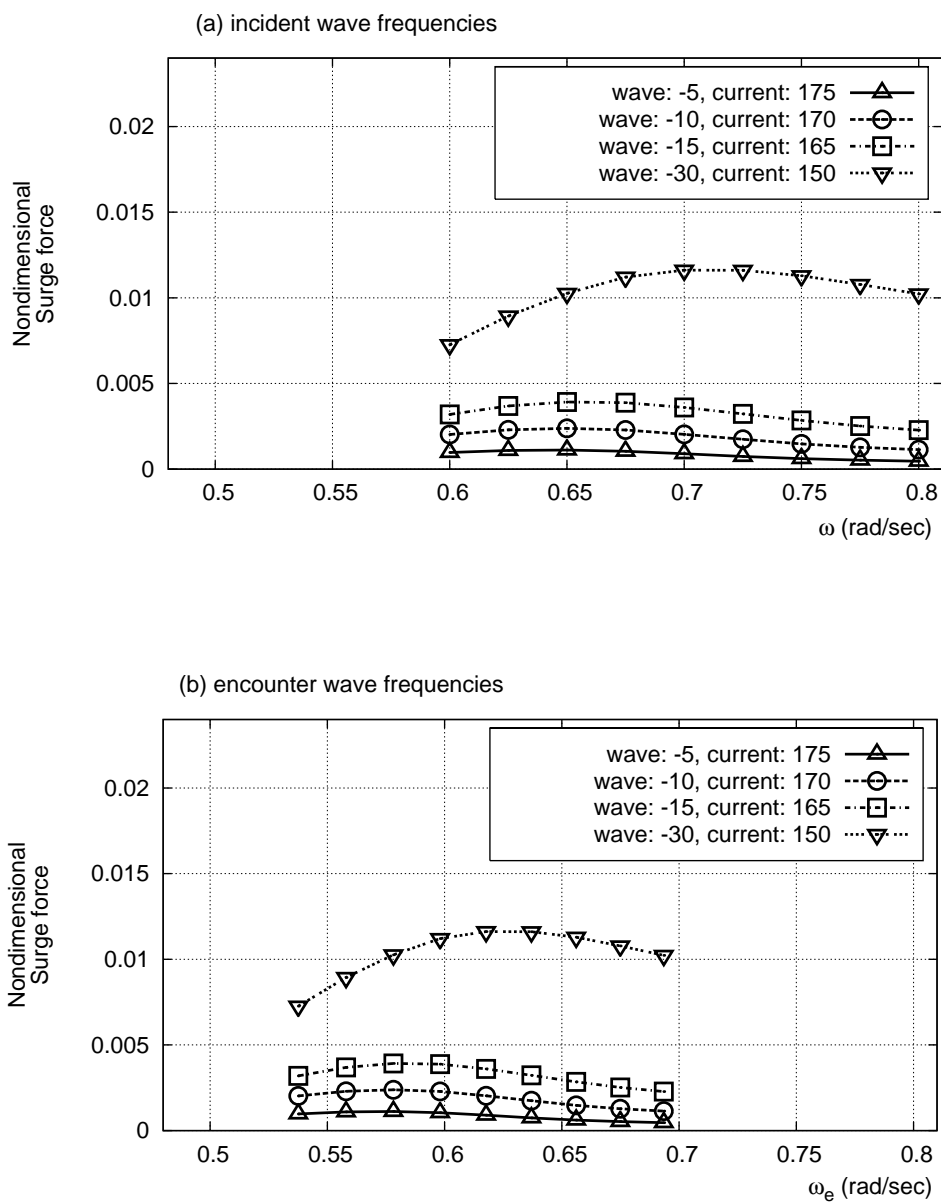 (a) incident wave frequencies
wave: -5, current: 175
wave: -10, current: 170
wave: -15, current: 165
wave: -30, current: 150
Nondimensional
Surge force
0.02
0.015
0.01
0.005
0
0.5 0.55 0.6 0.65 0.7 0.75 0.8
ω (rad/sec)
(b) encounter wave frequencies
wave: -5, current: 175
wave: -10, current: 170
wave: -15, current: 165
wave: -30, current: 150
Nondimensional
Surge force
0.02
0.015
0.01
0.005
0
0.5 0.55 0.6 0.65 0.7 0.75 0.8
ωe (rad/sec)